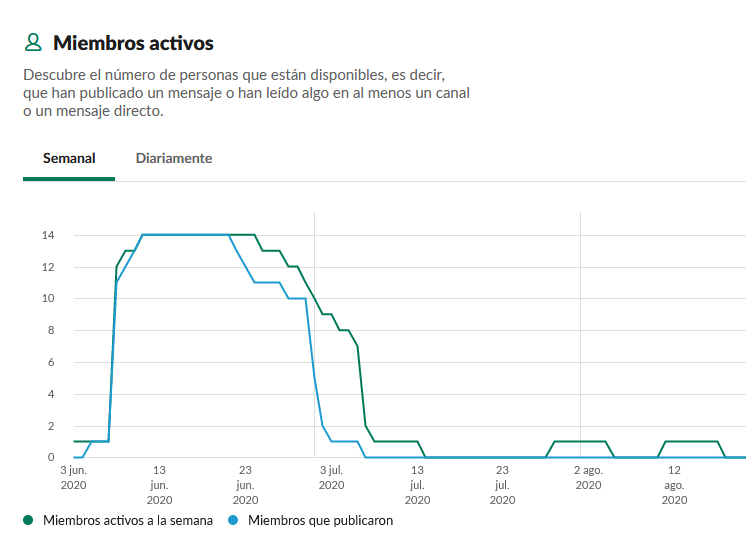 Miembros activos
Descubre el número de personas que están disponibles, es decir,
que han publicado un mensaje o han leído algo en al menos un canal
o un mensaje directo.
Semanal Diariamente
14
12
10
8
6
4
2
0
3 jun. 13 23 3 jul. 13 23 2 ago. 12
2020 jun. jun. 2020 jul. jul. 2020 ago.
2020 2020 2020 2020 2020
Miembros activos a la semana Miembros que publicaron